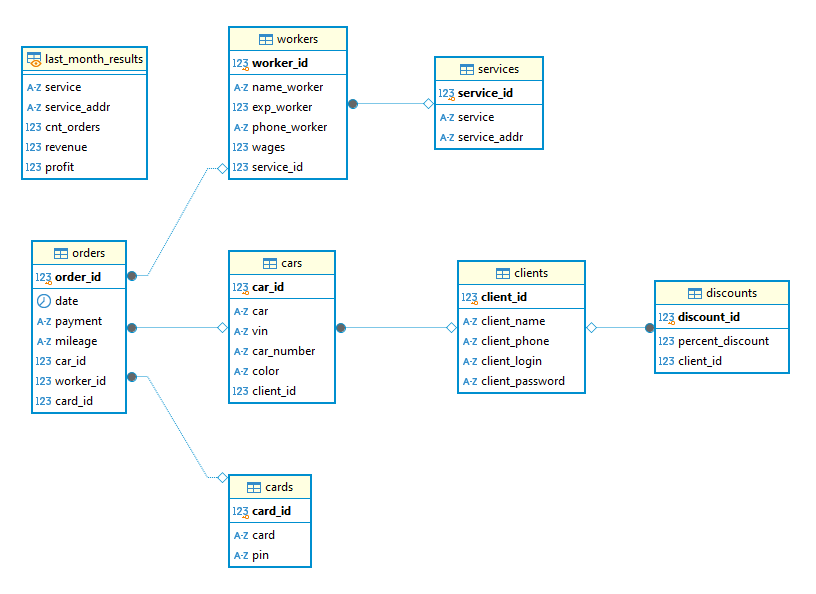 last_month_results
A-Z service
A-Z service_addr
123 cnt_orders
123 revenue
123 profit
workers
123 worker_id
A-Z name_worker
123 exp_worker
A-Z phone_worker
123 wages
123 service_id
services
123 service_id
A-Z service
A-Z service_addr
orders
123 order_id
date
A-Z payment
A-Z mileage
123 car_id
123 worker_id
123 card_id
cars
123 car_id
A-Z car
A-Z vin
A-Z car_number
A-Z color
123 client_id
clients
123 client_id
A-Z client_name
A-Z client_phone
A-Z client_login
A-Z client_password
discounts
123 discount_id
123 percent_discount
123 client_id
cards
123 card_id
A-Z card
A-Z pin